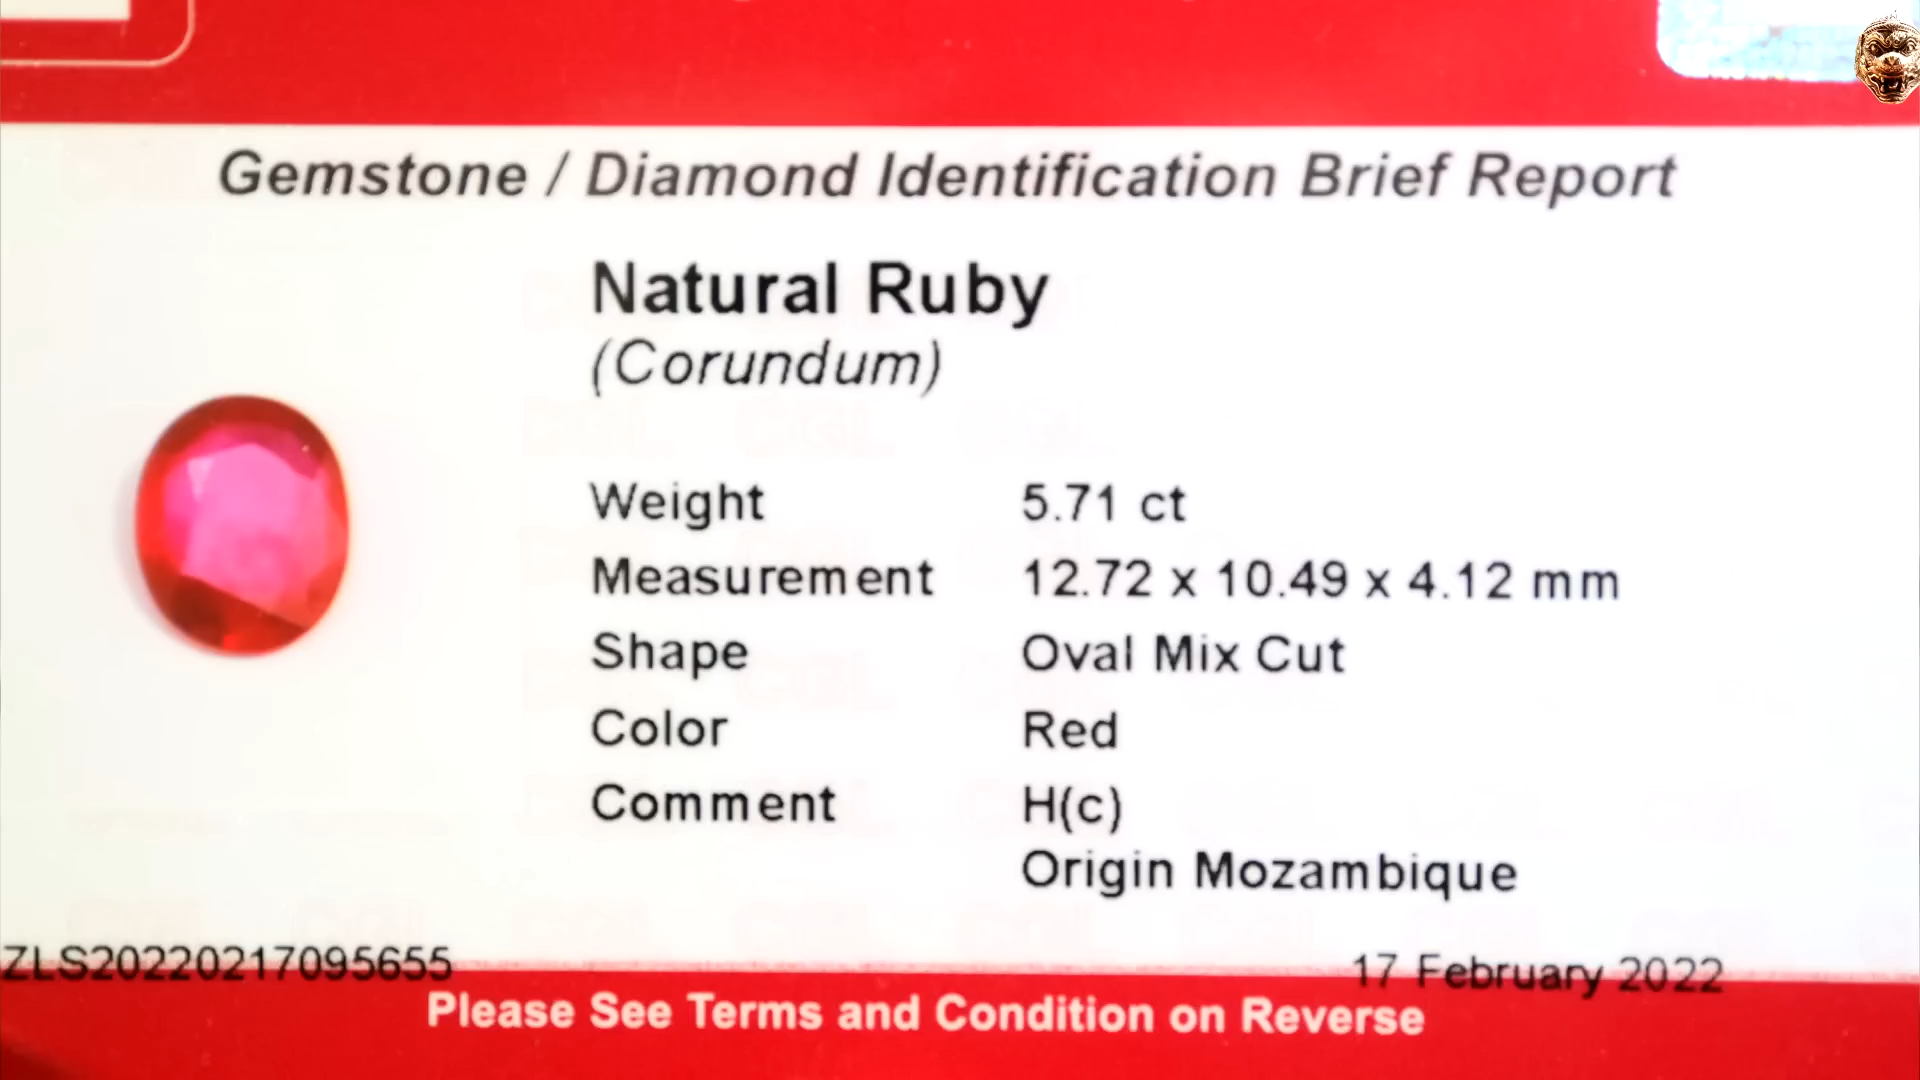 Gemstone / Diamond Identification Brief Report
Natural Ruby
(Corundum)
Weight 5.71 ct
Measurement 12.72 x 10.49 x 4.12 mm
Shape Oval Mix Cut
Color Red
Comment H(c)
Origin Mozambique
ZLS20220217095655
17 February 2022
Please See Terms and Condition on Reverse